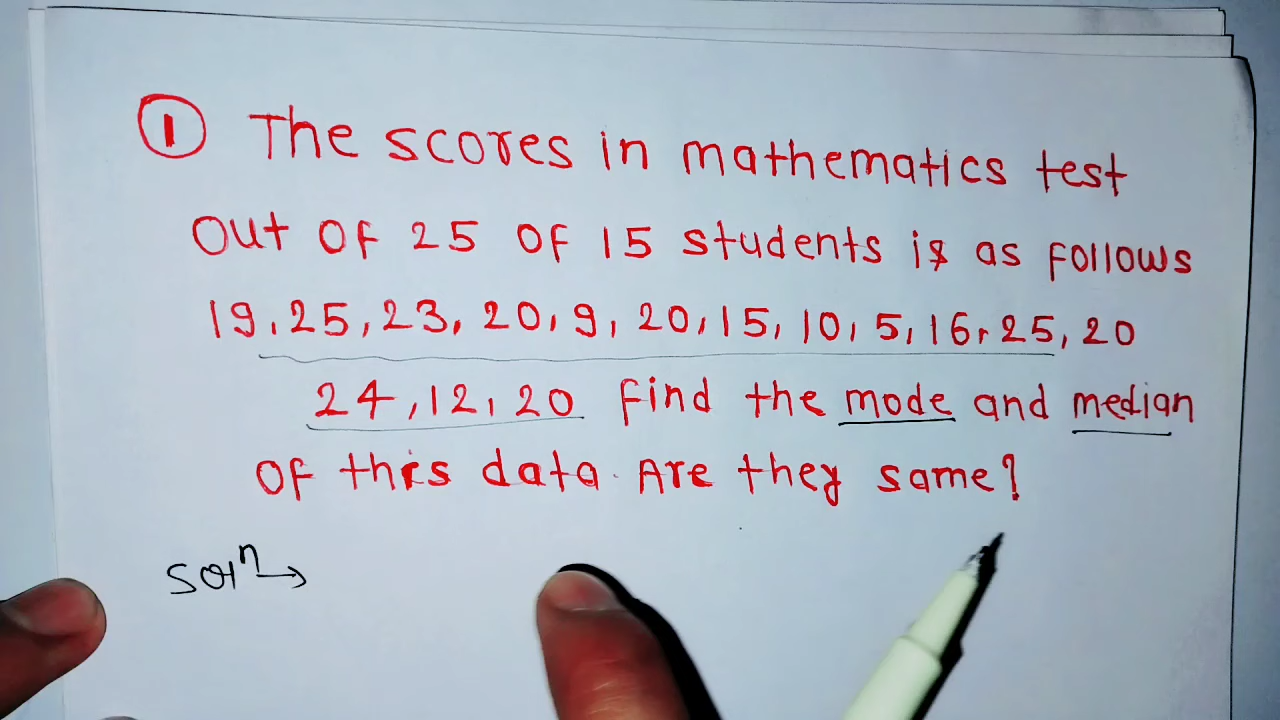 ① The scores in mathematics test
out of 25 of 15 students is as follows
19, 25, 23, 20, 9, 20, 15, 10, 5, 16, 25, 20
24, 12, 20 find the mode and median
of this data. Are they same?
Solⁿ→